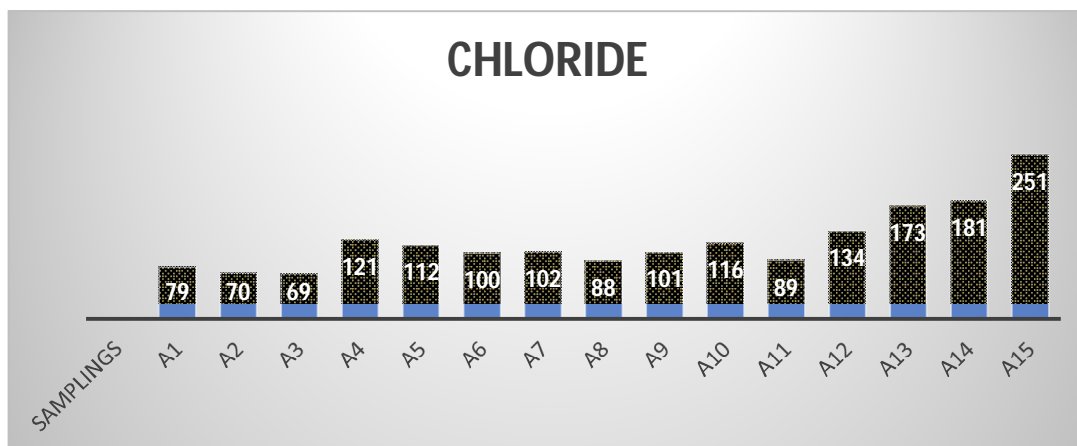 CHLORIDE
79
70
69
121
112
100
102
88
101
116
89
134
173
181
251
SAMPLINGS
A1
A2
A3
A4
A5
A6
A7
A8
A9
A10
A11
A12
A13
A14
A15